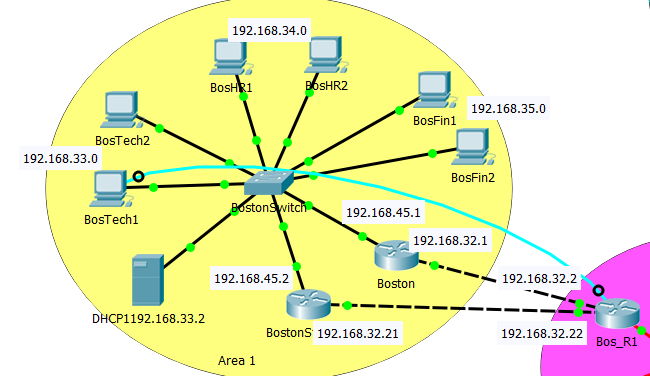 192.168.34.0
BosHR1
BosHR2
BosFin1
192.168.35.0
BosTech2
BosFin2
192.168.33.0
BosTech1
BostonSwitch
192.168.45.1
192.168.32.1
192.168.45.2
Boston
192.168.32.2
DHCP1192.168.33.2
BostonS
192.168.32.21
192.168.32.22
Bos_R1
Area 1